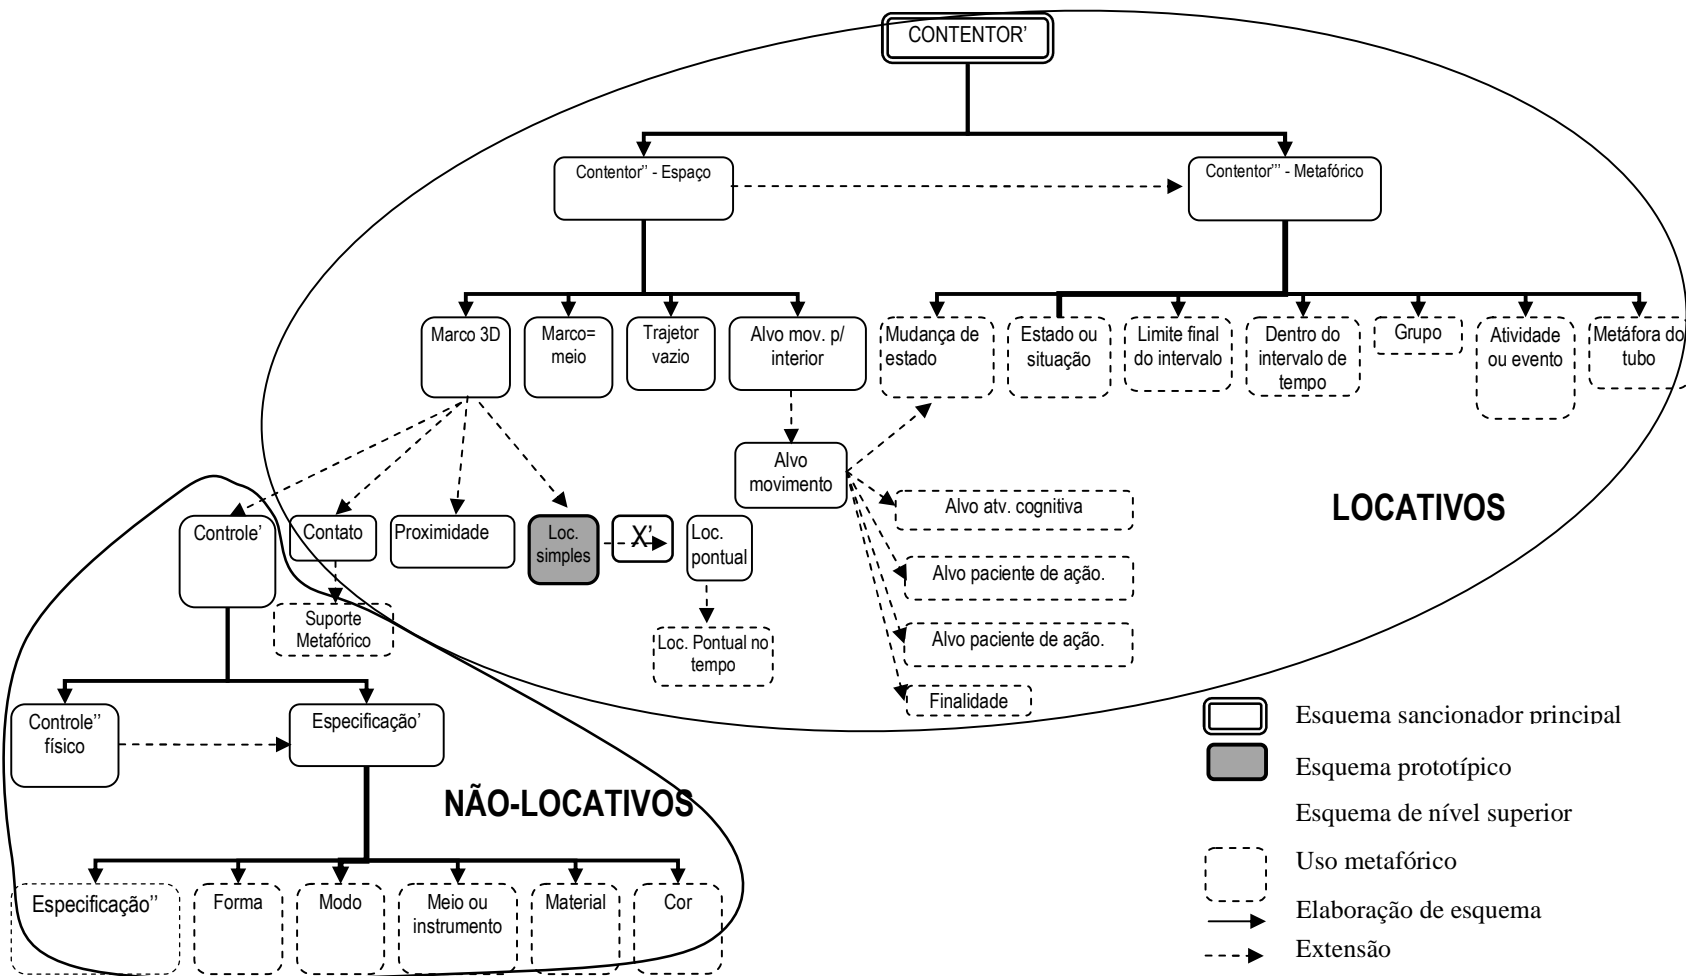 CONTENTOR’
Contentor’’ - Espaço
Contentor’’’ - Metafórico
Marco 3D
Marco=
meio
Trajetor
vazio
Alvo mov. p/
interior
Mudança de
estado
Estado ou
situação
Limite final
do intervalo
Dentro do
intervalo de
tempo
Grupo
Atividade
ou evento
Metáfora do
tubo
Alvo
movimento
Alvo atv. cognitiva
Alvo paciente de ação.
Alvo paciente de ação.
Finalidade
LOCATIVOS
Controle’
Contato
Proximidade
Loc.
simples
X’
Loc.
pontual
Suporte
Metafórico
Loc. Pontual no
tempo
Controle’’
físico
Especificação’
NÃO-LOCATIVOS
Especificação’’
Forma
Modo
Meio ou
instrumento
Material
Cor
Esquema sancionador principal
Esquema prototípico
Esquema de nível superior
Uso metafórico
Elaboração de esquema
Extensão